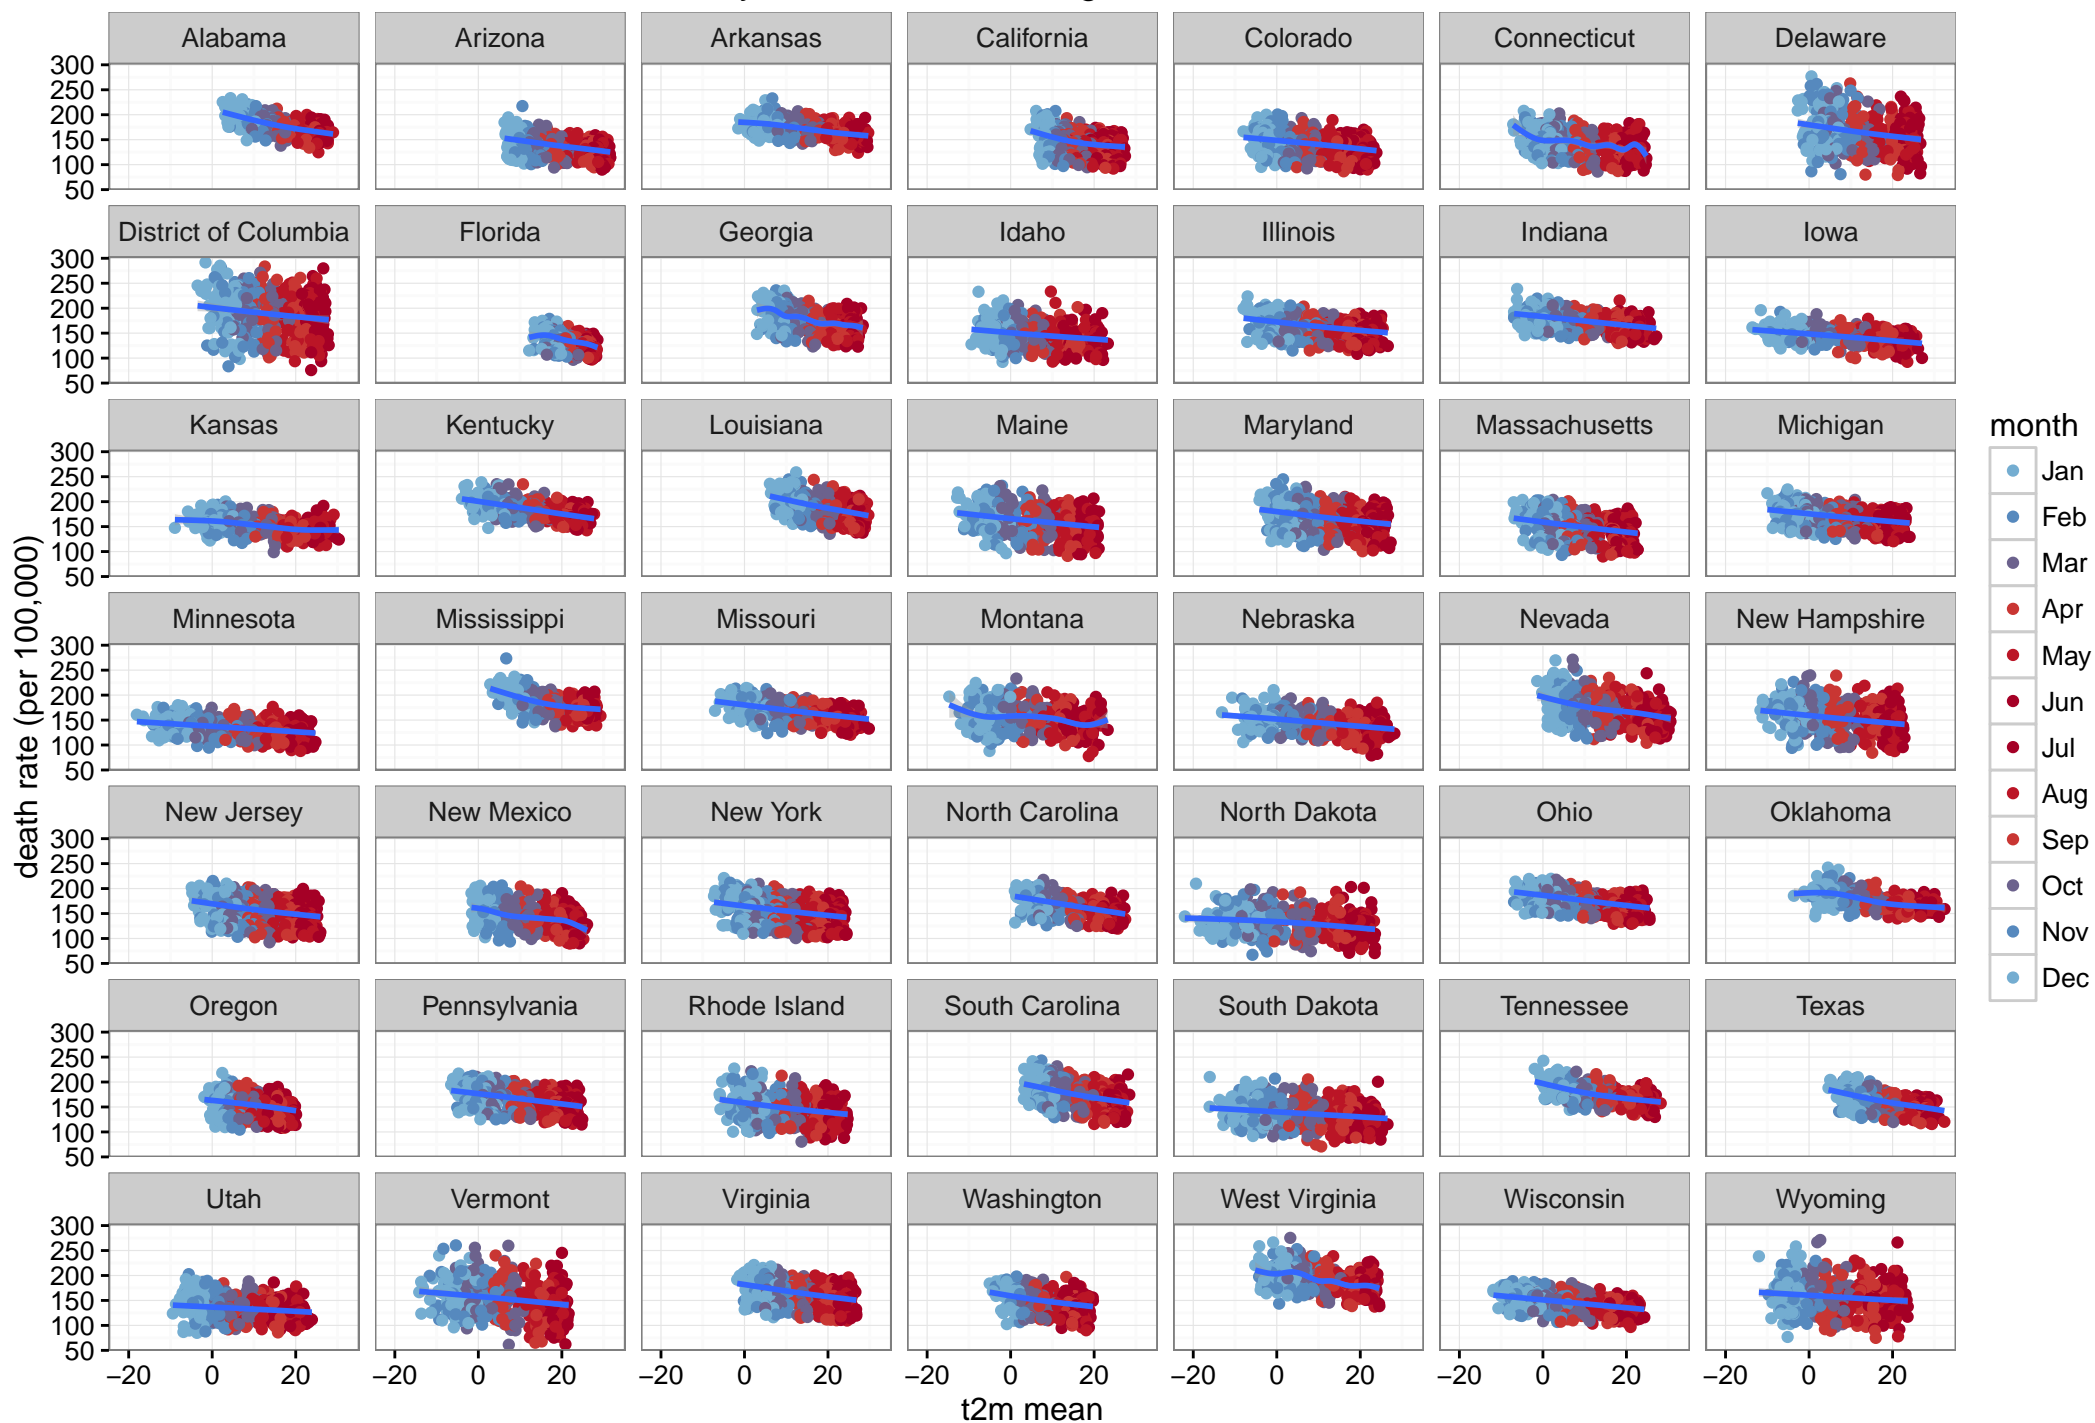 Alabama Arizona Arkansas California Colorado Connecticut Delaware
300
250
200
150
100
50
District of Columbia Florida Georgia Idaho Illinois Indiana Iowa
300
250
200
150
100
50
Kansas Kentucky Louisiana Maine Maryland Massachusetts Michigan
300
250
200
150
100
50
Minnesota Mississippi Missouri Montana Nebraska Nevada New Hampshire
300
250
200
150
100
50
New Jersey New Mexico New York North Carolina North Dakota Ohio Oklahoma
300
250
200
150
100
50
Oregon Pennsylvania Rhode Island South Carolina South Dakota Tennessee Texas
300
250
200
150
100
50
Utah Vermont Virginia Washington West Virginia Wisconsin Wyoming
300
250
200
150
100
50
−20 0 20 −20 0 20 −20 0 20 −20 0 20 −20 0 20 −20 0 20 −20 0 20
t2m mean
death rate (per 100,000)
month
Jan
Feb
Mar
Apr
May
Jun
Jul
Aug
Sep
Oct
Nov
Dec